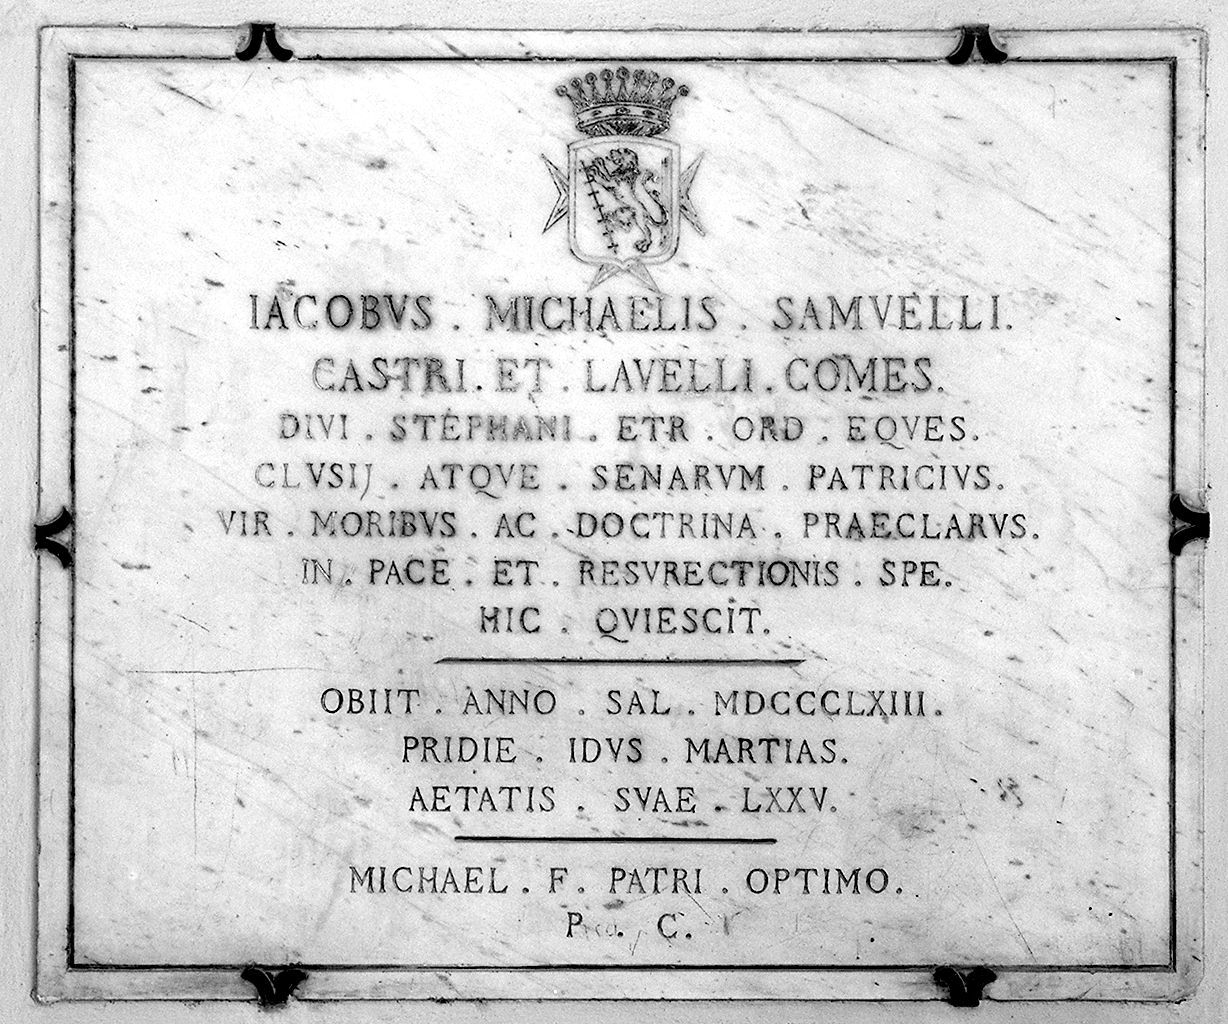 IACOBVS . MICHAELIS . SAMVELLI.
CASTRI . ET . LAVELLI . COMES.
DIVI . STEPHANI . ETR . ORD . EQVES.
CLVSIJ . ATQVE . SENARVM . PATRICIVS.
VIR . MORIBVS . AC . DOCTRINA . PRAECLARVS.
IN . PACE . ET . RESVRECTIONIS . SPE.
HIC . QVIESCIT.
OBIIT . ANNO . SAL . MDCCCLXIII.
PRIDIE . IDVS . MARTIAS.
AETATIS . SVAE . LXXV.
MICHAEL . F . PATRI . OPTIMO.
P . C.